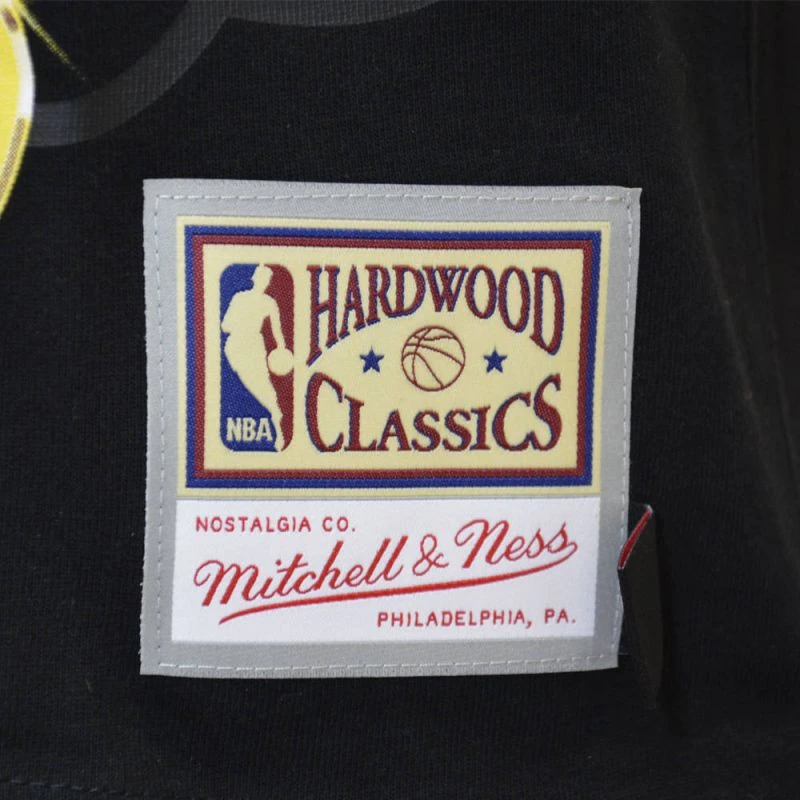 HARDWOOD
CLASSICS
NBA
NOSTALGIA CO.
Mitchell & Ness
PHILADELPHIA, PA.